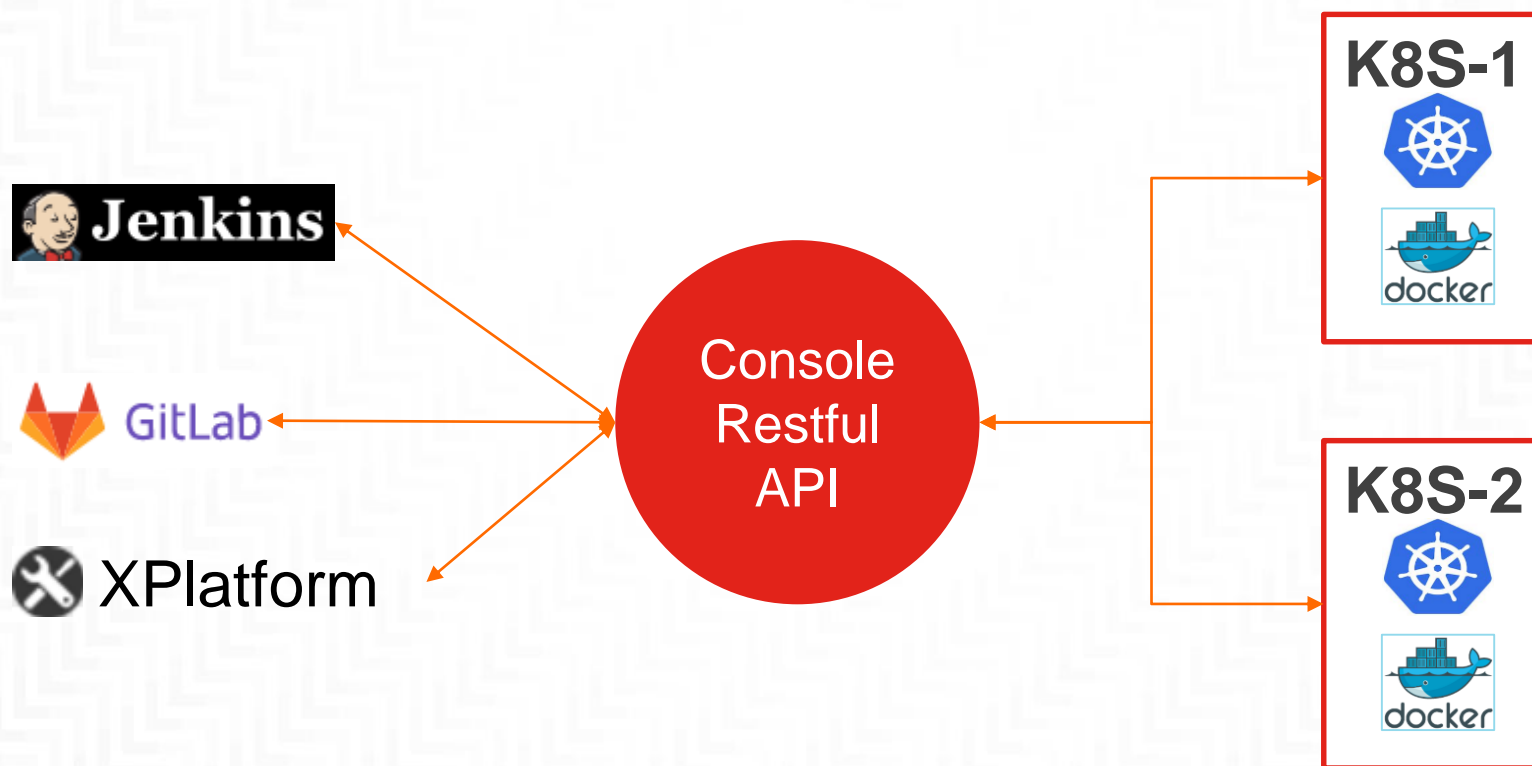 Jenkins
GitLab
XPlatform
Console
Restful
API
K8S-1
docker
K8S-2
docker